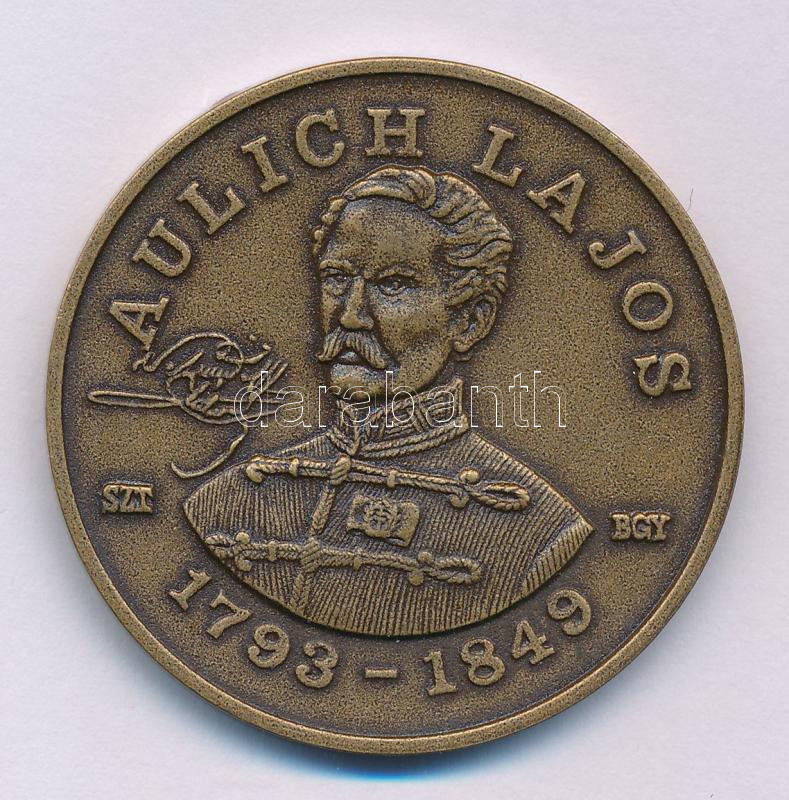 AULICH LAJOS
darabanth
SZT
BGY
1793 - 1849